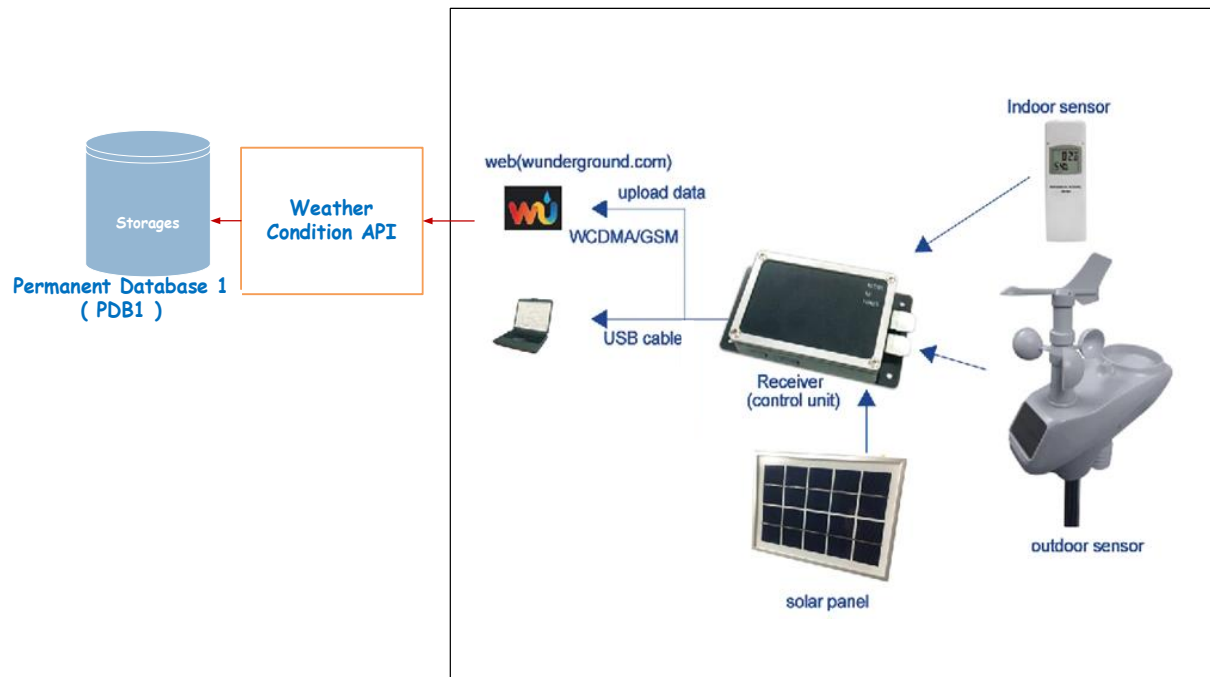 Indoor sensor
web(wunderground.com)
upload data
WCDMA/GSM
USB cable
Receiver
(control unit)
solar panel
outdoor sensor
Weather
Condition API
Storages
Permanent Database 1
( PDB1 )